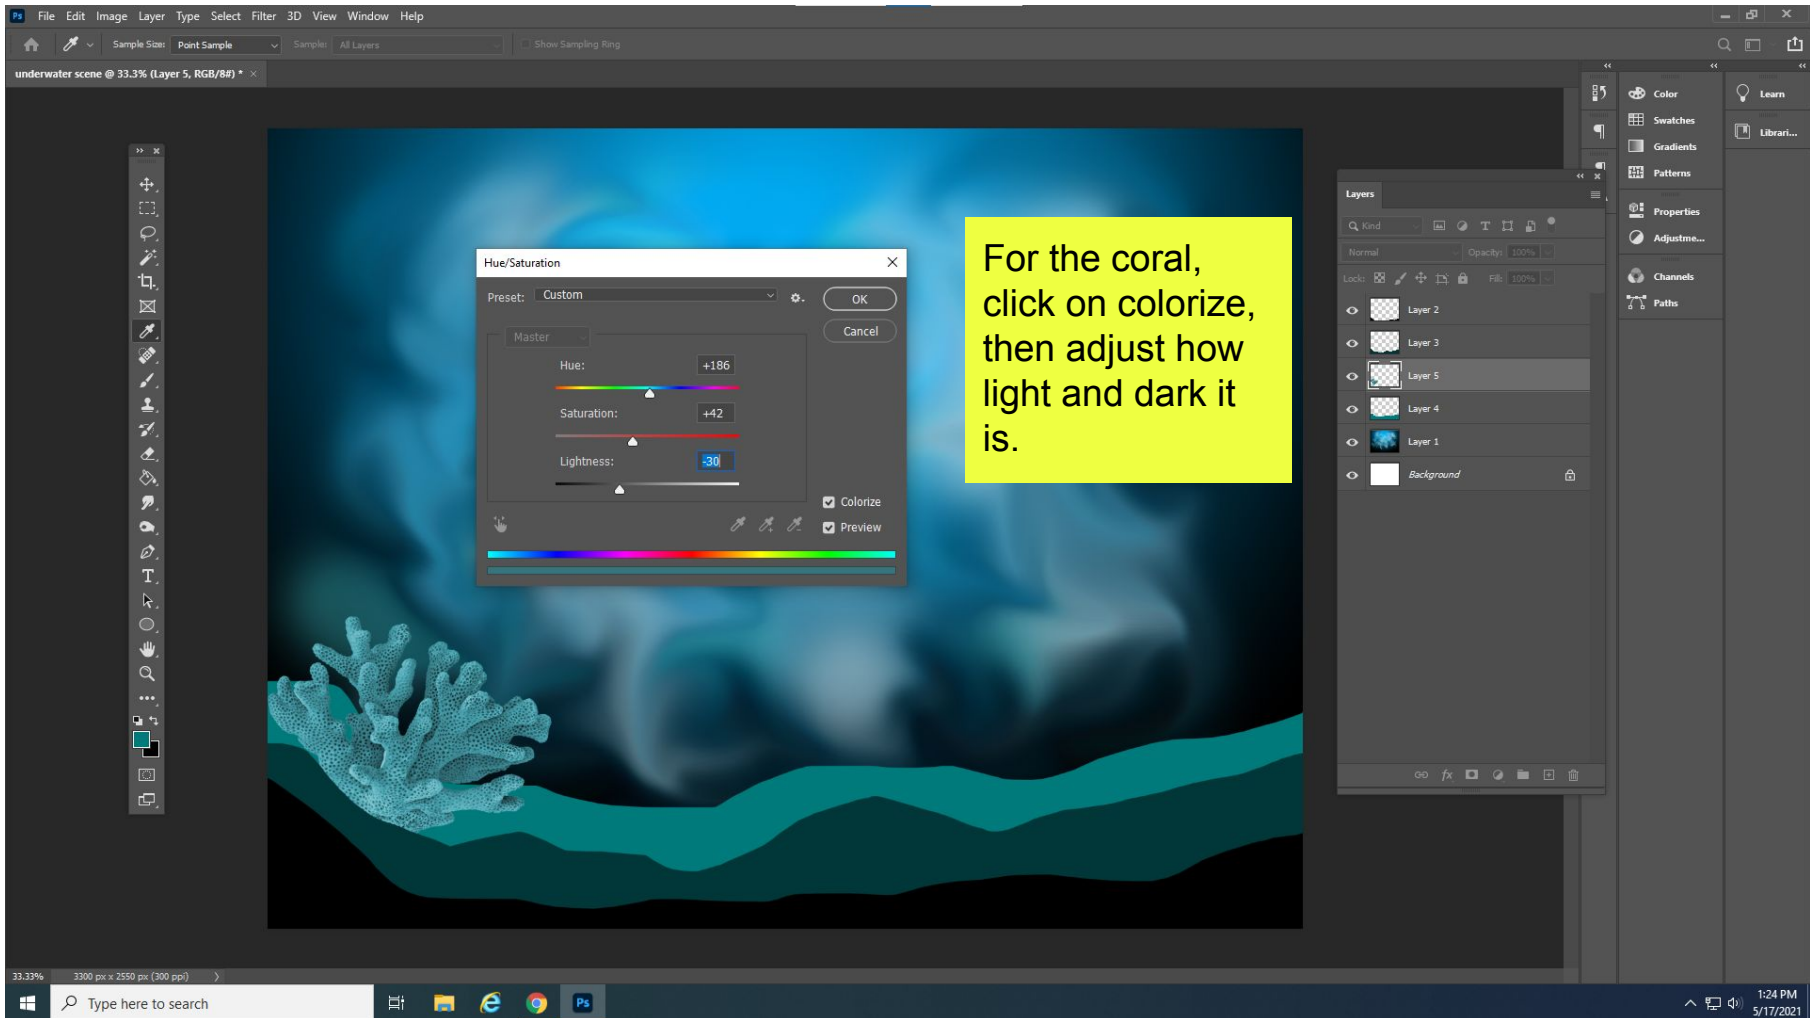 Ps File Edit Image Layer Type Select Filter 3D View Window Help
Sample Size: Point Sample Sample: All Layers Show Sampling Ring
underwater scene @ 33.3% (Layer 5, RGB/8#) * ×
Color
Learn
Swatches
Librari...
Gradients
Patterns
Properties
Adjustme...
Channels
Paths
Layers
Kind
Normal Opacity: 100%
Lock: Fill: 100%
Layer 2
Layer 3
Layer 5
Layer 4
Layer 1
Background
fx
Hue/Saturation
Preset: Custom
OK
Cancel
Master
Hue: +186
Saturation: +42
Lightness: -30
Colorize
Preview
For the coral,
click on colorize,
then adjust how
light and dark it
is.
33.33% 3300 px x 2550 px (300 ppi)
Type here to search
Ps
1:24 PM
5/17/2021